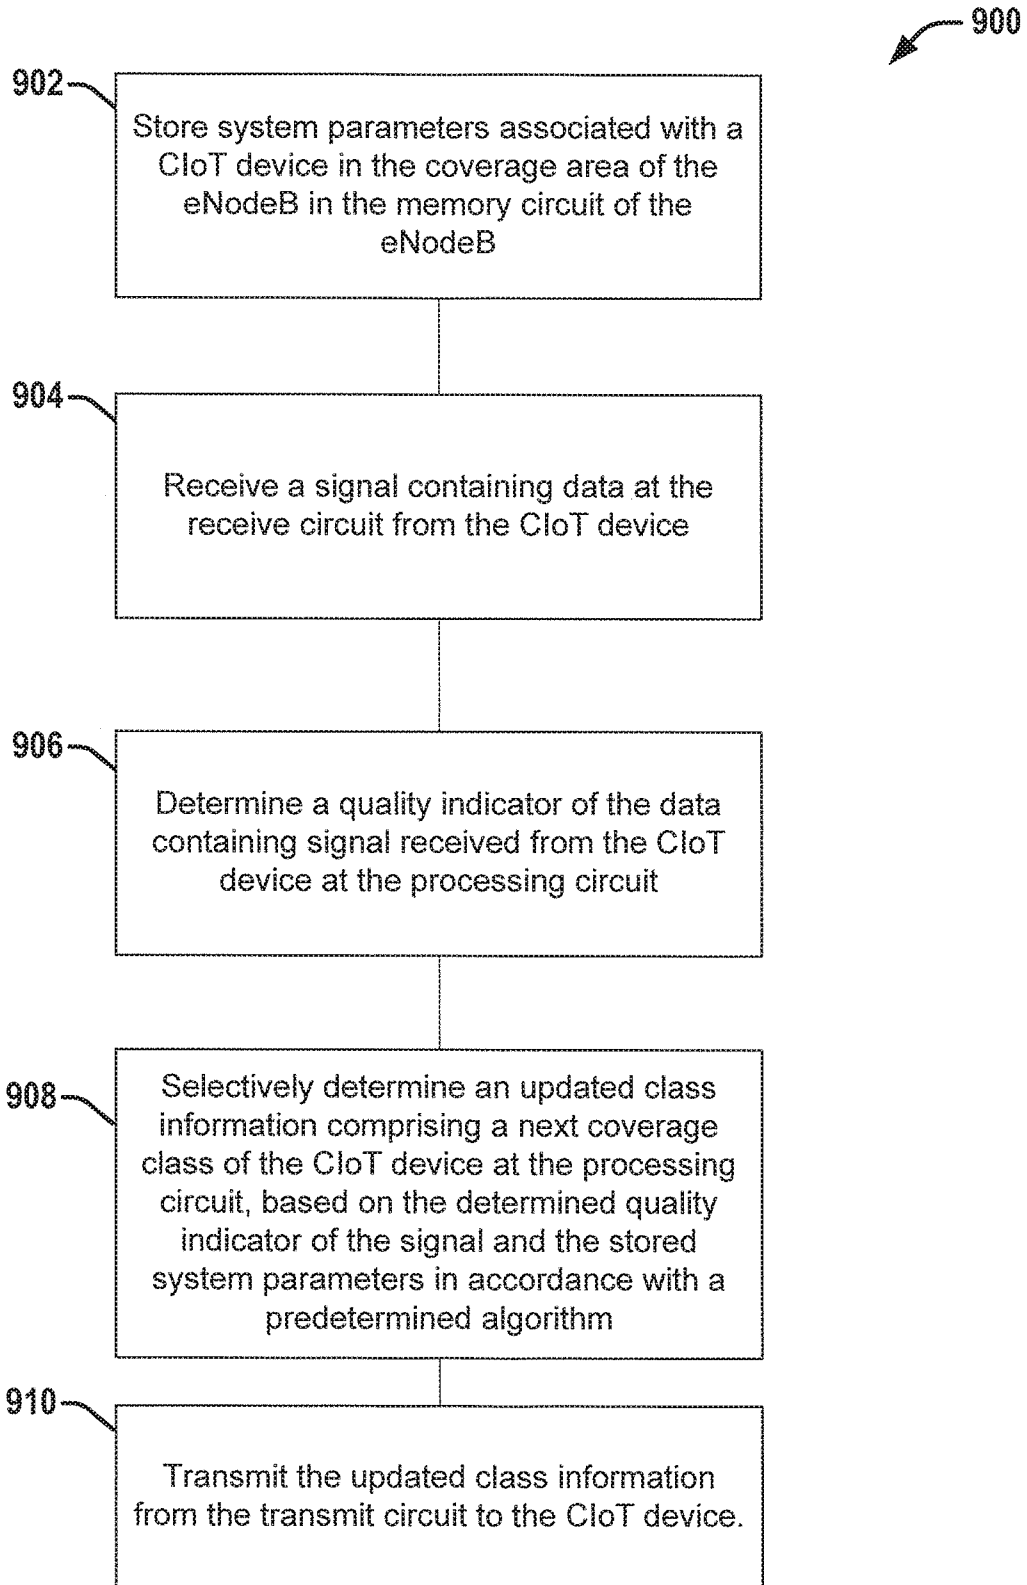 900
902
Store system parameters associated with a
CIoT device in the coverage area of the
eNodeB in the memory circuit of the
eNodeB
904
Receive a signal containing data at the
receive circuit from the CIoT device
906
Determine a quality indicator of the data
containing signal received from the CIoT
device at the processing circuit
908
Selectively determine an updated class
information comprising a next coverage
class of the CIoT device at the processing
circuit, based on the determined quality
indicator of the signal and the stored
system parameters in accordance with a
predetermined algorithm
910
Transmit the updated class information
from the transmit circuit to the CIoT device.